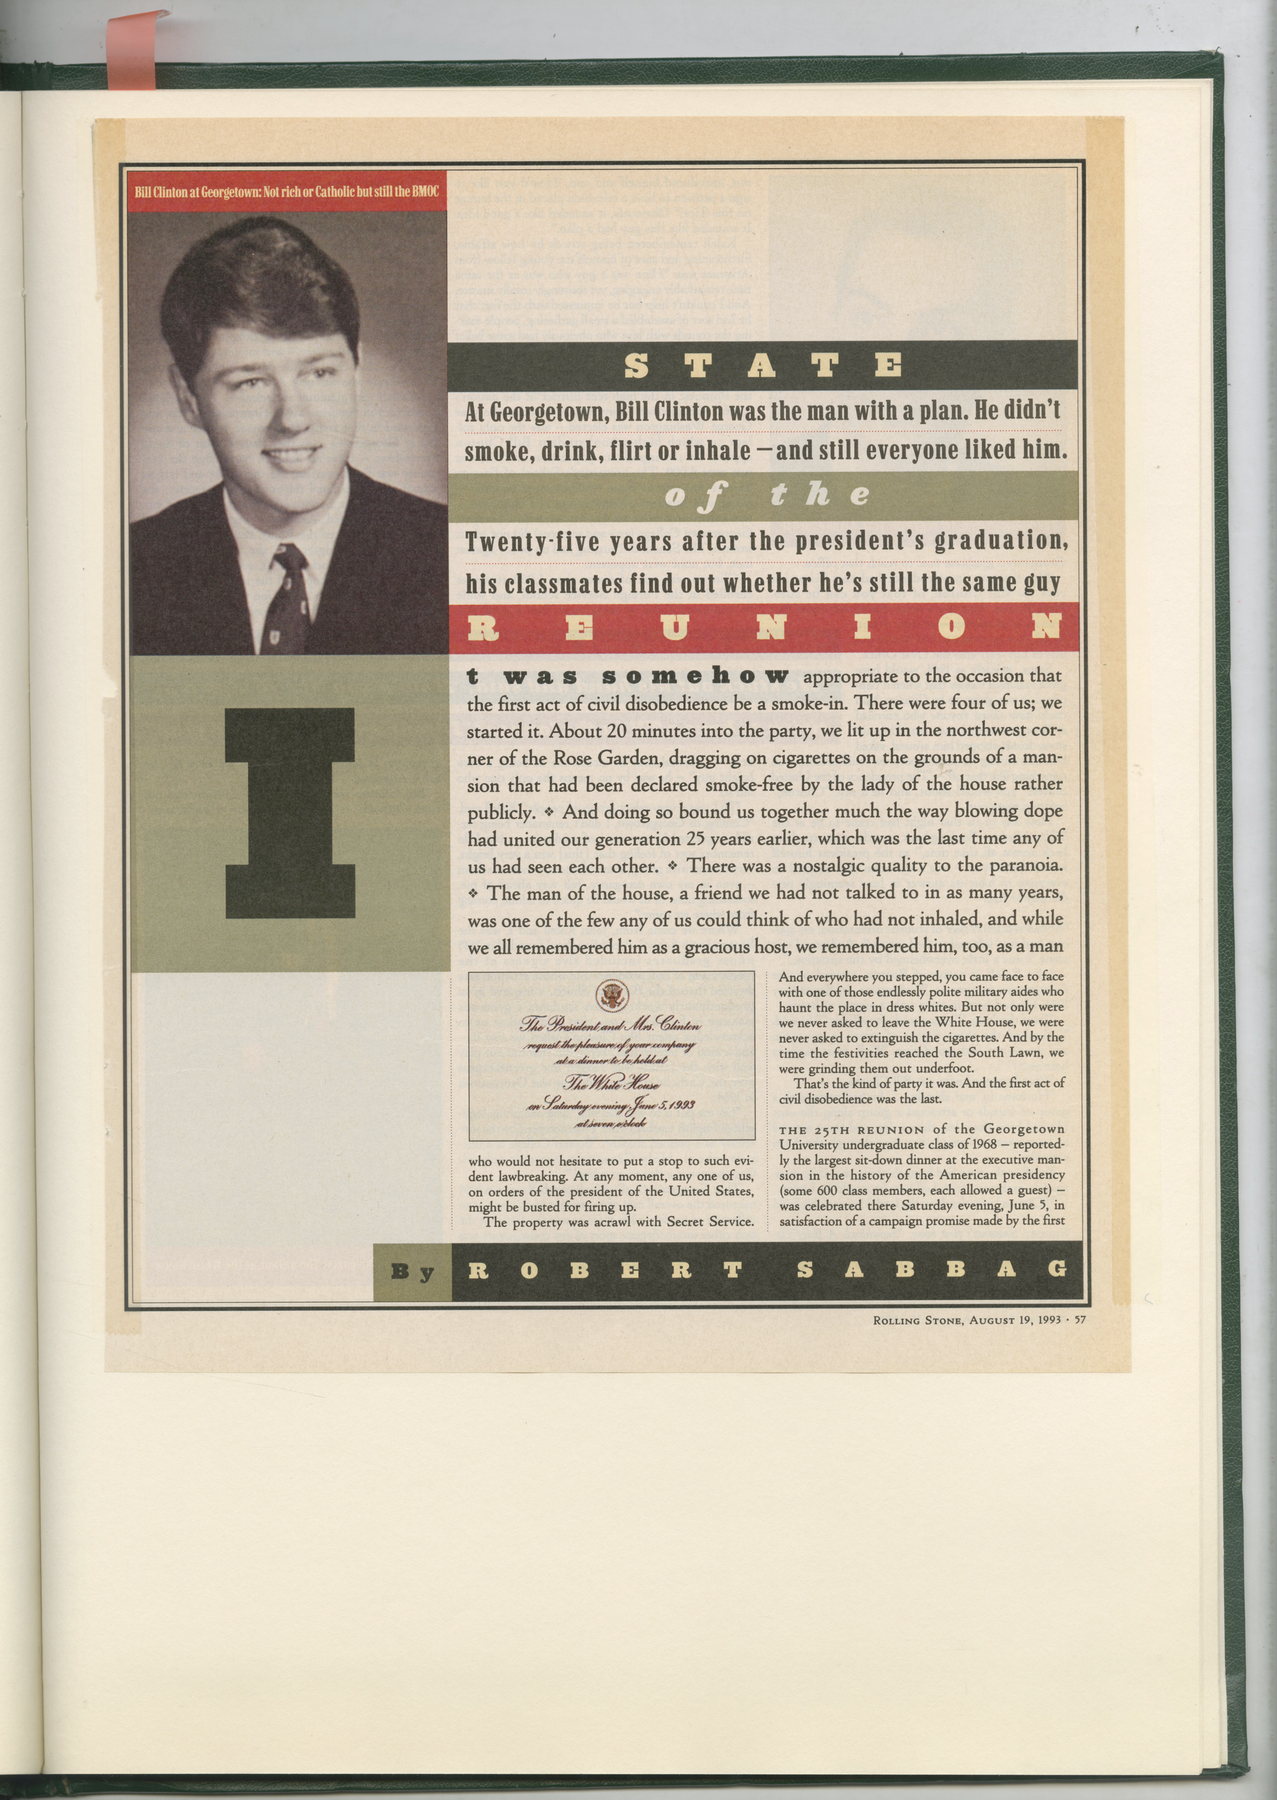 Bill Clinton at Georgetown: Not rich or Catholic but still the BMOC
STATE
At Georgetown, Bill Clinton was the man with a plan. He didn't
smoke, drink, flirt or inhale – and still everyone liked him.
of the
Twenty-five years after the president's graduation,
his classmates find out whether he's still the same guy
REUNION
I
t was somehow appropriate to the occasion that
the first act of civil disobedience be a smoke-in. There were four of us; we
started it. About 20 minutes into the party, we lit up in the northwest cor-
ner of the Rose Garden, dragging on cigarettes on the grounds of a man-
sion that had been declared smoke-free by the lady of the house rather
publicly. ❖ And doing so bound us together much the way blowing dope
had united our generation 25 years earlier, which was the last time any of
us had seen each other. ❖ There was a nostalgic quality to the paranoia.
❖ The man of the house, a friend we had not talked to in as many years,
was one of the few any of us could think of who had not inhaled, and while
we all remembered him as a gracious host, we remembered him, too, as a man
The President and Mrs. Clinton
request the pleasure of your company
at a dinner to be held at
The White House
on Saturday evening, June 5, 1993
at seven o'clock
who would not hesitate to put a stop to such evi-
dent lawbreaking. At any moment, any one of us,
on orders of the president of the United States,
might be busted for firing up.
The property was acrawl with Secret Service.
And everywhere you stepped, you came face to face
with one of those endlessly polite military aides who
haunt the place in dress whites. But not only were
we never asked to leave the White House, we were
never asked to extinguish the cigarettes. And by the
time the festivities reached the South Lawn, we
were grinding them out underfoot.
That's the kind of party it was. And the first act of
civil disobedience was the last.
THE 25TH REUNION of the Georgetown
University undergraduate class of 1968 – reported-
ly the largest sit-down dinner at the executive man-
sion in the history of the American presidency
(some 600 class members, each allowed a guest) –
was celebrated there Saturday evening, June 5, in
satisfaction of a campaign promise made by the first
By ROBERT SABBAG
ROLLING STONE, AUGUST 19, 1993 · 57